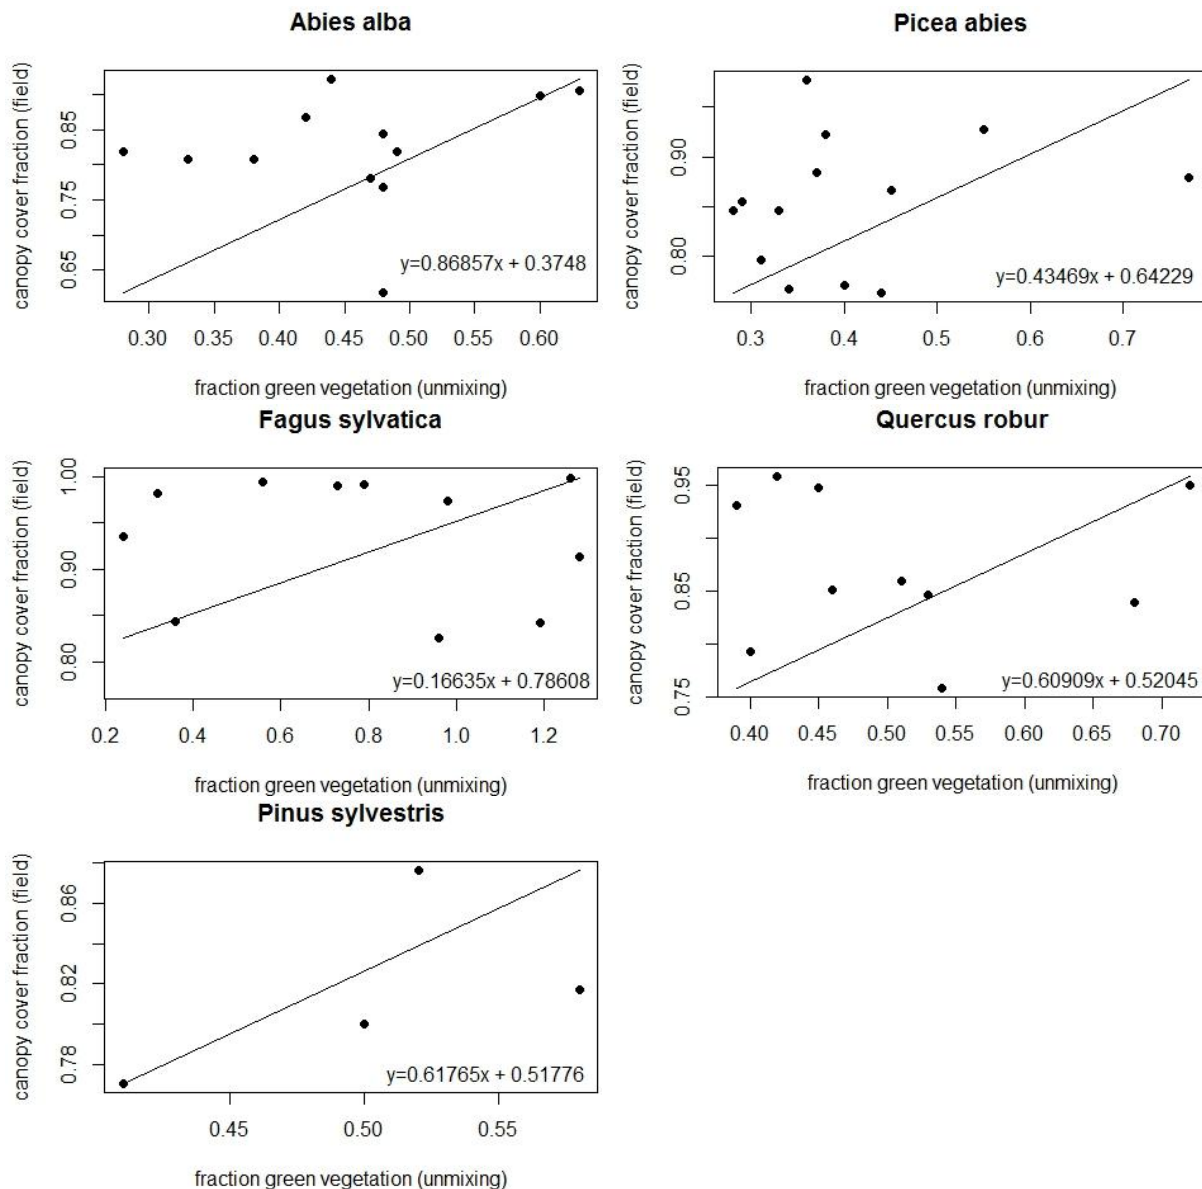 Abies alba
canopy cover fraction (field)
0.85
0.75
0.65
y=0.86857x + 0.3748
0.30 0.35 0.40 0.45 0.50 0.55 0.60
fraction green vegetation (unmixing)
Picea abies
canopy cover fraction (field)
0.90
0.80
y=0.43469x + 0.64229
0.3 0.4 0.5 0.6 0.7
fraction green vegetation (unmixing)
Fagus sylvatica
canopy cover fraction (field)
1.00
0.90
0.80
y=0.16635x + 0.78608
0.2 0.4 0.6 0.8 1.0 1.2
fraction green vegetation (unmixing)
Quercus robur
canopy cover fraction (field)
0.95
0.85
0.75
y=0.60909x + 0.52045
0.40 0.45 0.50 0.55 0.60 0.65 0.70
fraction green vegetation (unmixing)
Pinus sylvestris
canopy cover fraction (field)
0.86
0.82
0.78
y=0.61765x + 0.51776
0.45 0.50 0.55
fraction green vegetation (unmixing)